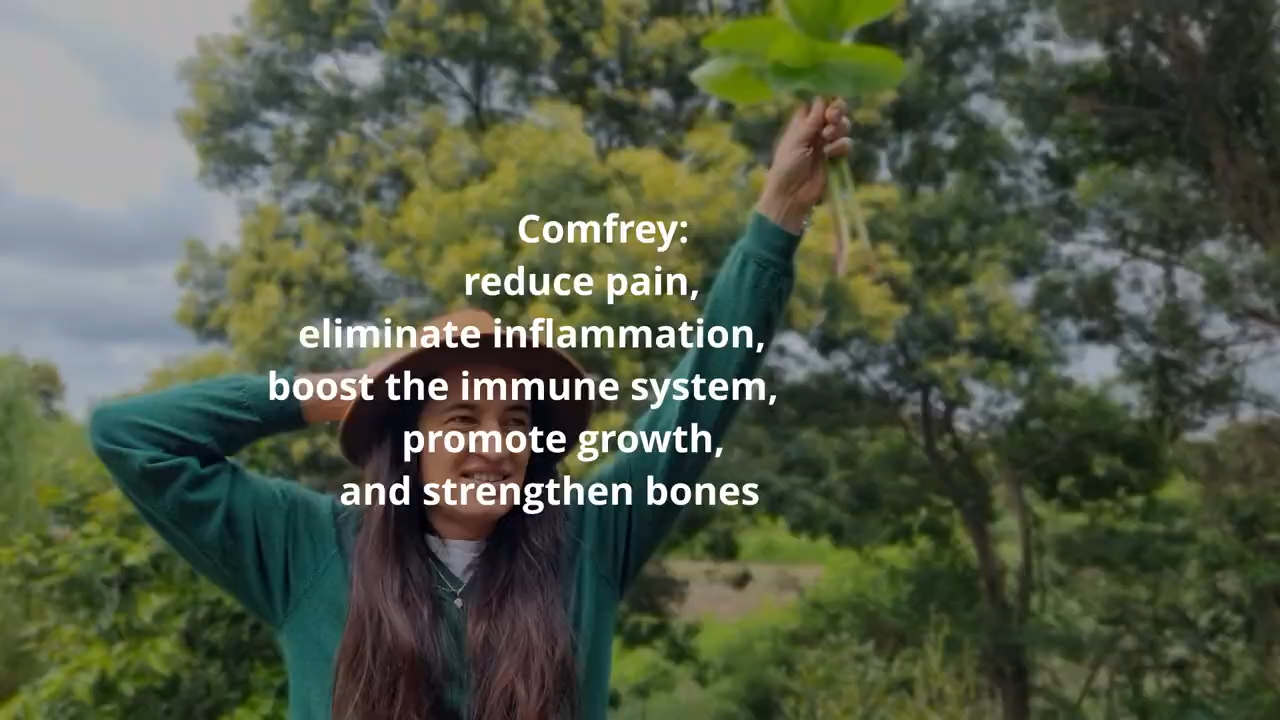 Comfrey:
reduce pain,
eliminate inflammation,
boost the immune system,
promote growth,
and strengthen bones